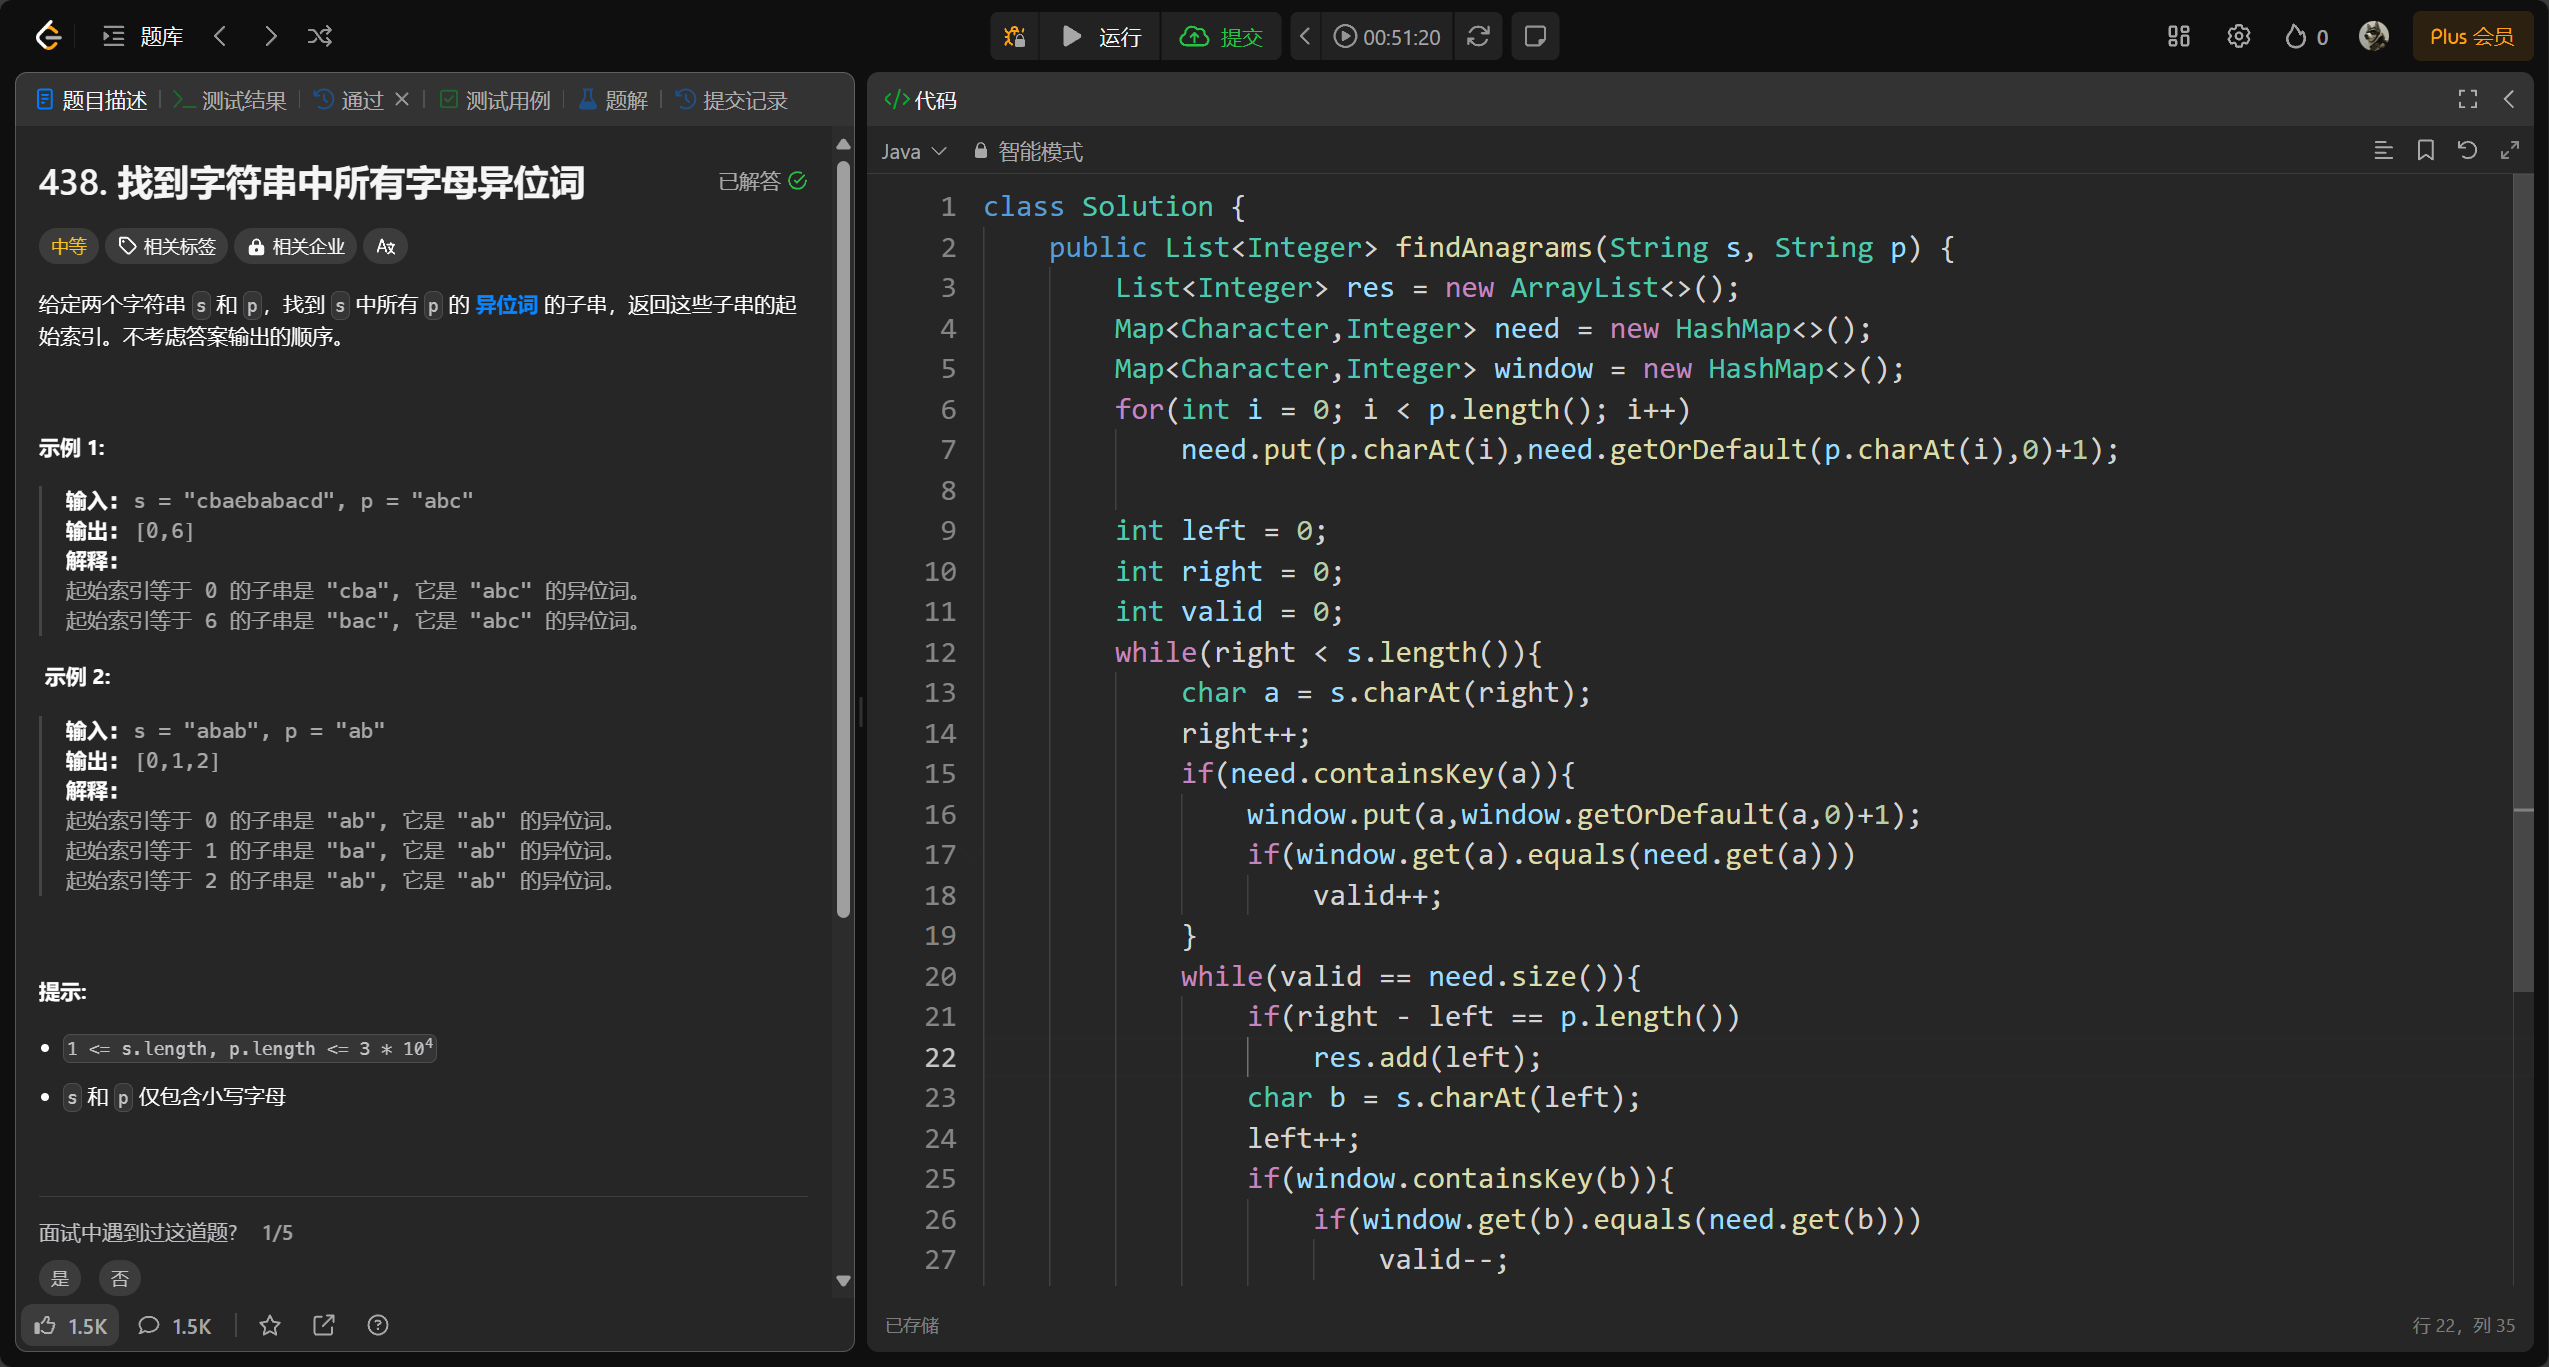 题库
运行
提交
00:51:20
0
Plus 会员
题目描述
测试结果
通过
测试用例
题解
提交记录
438. 找到字符串中所有字母异位词
已解答
中等
相关标签
相关企业
给定两个字符串 s 和 p，找到 s 中所有 p 的 异位词 的子串，返回这些子串的起
始索引。不考虑答案输出的顺序。
示例 1:
输入: s = "cbaebabacd", p = "abc"
输出: [0,6]
解释:
起始索引等于 0 的子串是 "cba", 它是 "abc" 的异位词。
起始索引等于 6 的子串是 "bac", 它是 "abc" 的异位词。
示例 2:
输入: s = "abab", p = "ab"
输出: [0,1,2]
解释:
起始索引等于 0 的子串是 "ab", 它是 "ab" 的异位词。
起始索引等于 1 的子串是 "ba", 它是 "ab" 的异位词。
起始索引等于 2 的子串是 "ab", 它是 "ab" 的异位词。
提示:
• 1 <= s.length, p.length <= 3 * 10⁴
• s 和 p 仅包含小写字母
面试中遇到过这道题? 1/5
是
否
1.5K
1.5K
</> 代码
Java
智能模式
1 class Solution {
2     public List<Integer> findAnagrams(String s, String p) {
3         List<Integer> res = new ArrayList<>();
4         Map<Character,Integer> need = new HashMap<>();
5         Map<Character,Integer> window = new HashMap<>();
6         for(int i = 0; i < p.length(); i++)
7             need.put(p.charAt(i),need.getOrDefault(p.charAt(i),0)+1);
8
9         int left = 0;
10         int right = 0;
11         int valid = 0;
12         while(right < s.length()){
13             char a = s.charAt(right);
14             right++;
15             if(need.containsKey(a)){
16                 window.put(a,window.getOrDefault(a,0)+1);
17                 if(window.get(a).equals(need.get(a)))
18                     valid++;
19             }
20             while(valid == need.size()){
21                 if(right - left == p.length())
22                     res.add(left);
23                 char b = s.charAt(left);
24                 left++;
25                 if(window.containsKey(b)){
26                     if(window.get(b).equals(need.get(b)))
27                         valid--;
已存储
行 22，列 35